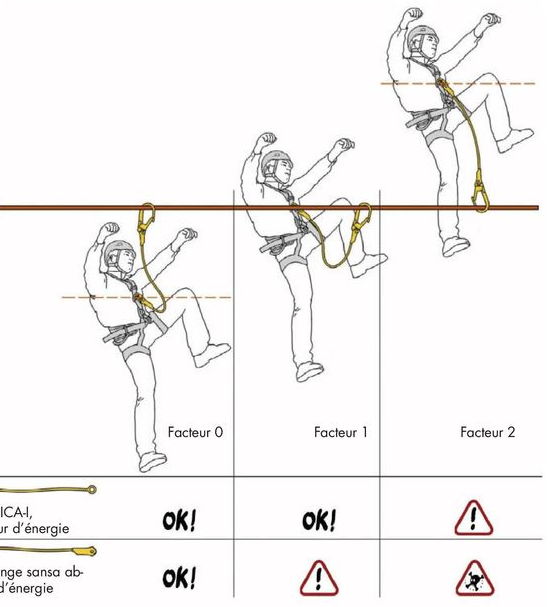 Facteur 0
Facteur 1
Facteur 2
ICA-I,
ur d'énergie
OK!
OK!
!
nge sansa ab-
d'énergie
OK!
!